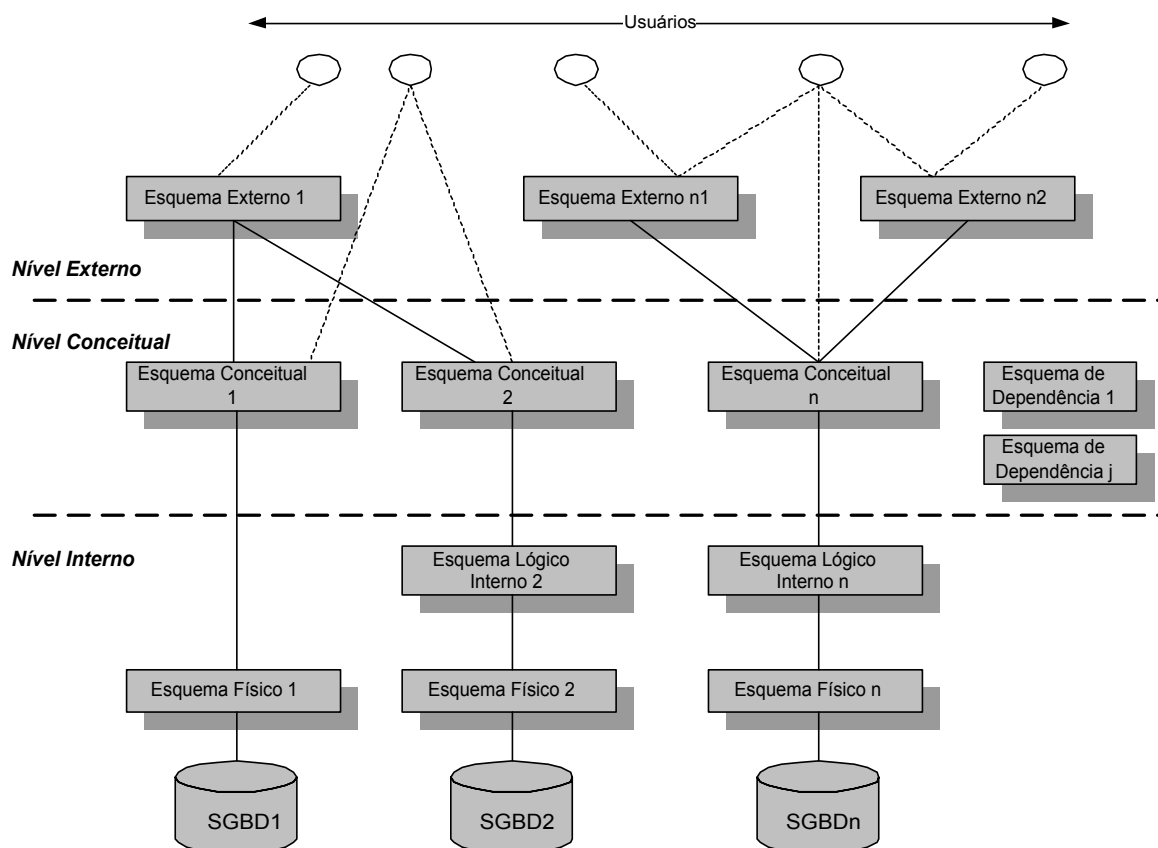 Usuários
Esquema Externo 1
Esquema Externo n1
Esquema Externo n2
Nível Externo
Nível Conceitual
Esquema Conceitual
1
Esquema Conceitual
2
Esquema Conceitual
n
Esquema de
Dependência 1
Esquema de
Dependência j
Nível Interno
Esquema Lógico
Interno 2
Esquema Lógico
Interno n
Esquema Físico 1
Esquema Físico 2
Esquema Físico n
SGBD1
SGBD2
SGBDn